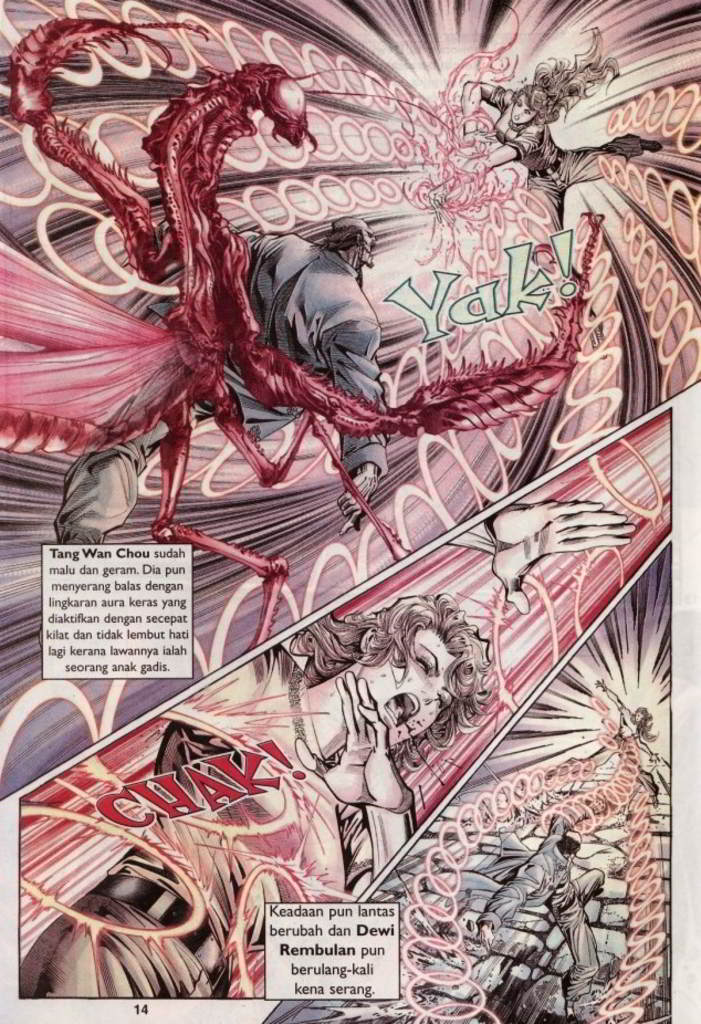 Yak!
Tang Wan Chou sudah
malu dan geram. Dia pun
menyerang balas dengan
lingkaran aura keras yang
diaktifkan dengan secepat
kilat dan tidak lembut hati
lagi kerana lawannya ialah
seorang anak gadis.
CHAK!
Keadaan pun lantas
berubah dan Dewi
Rembulan pun
berulang-kali
kena serang.
14